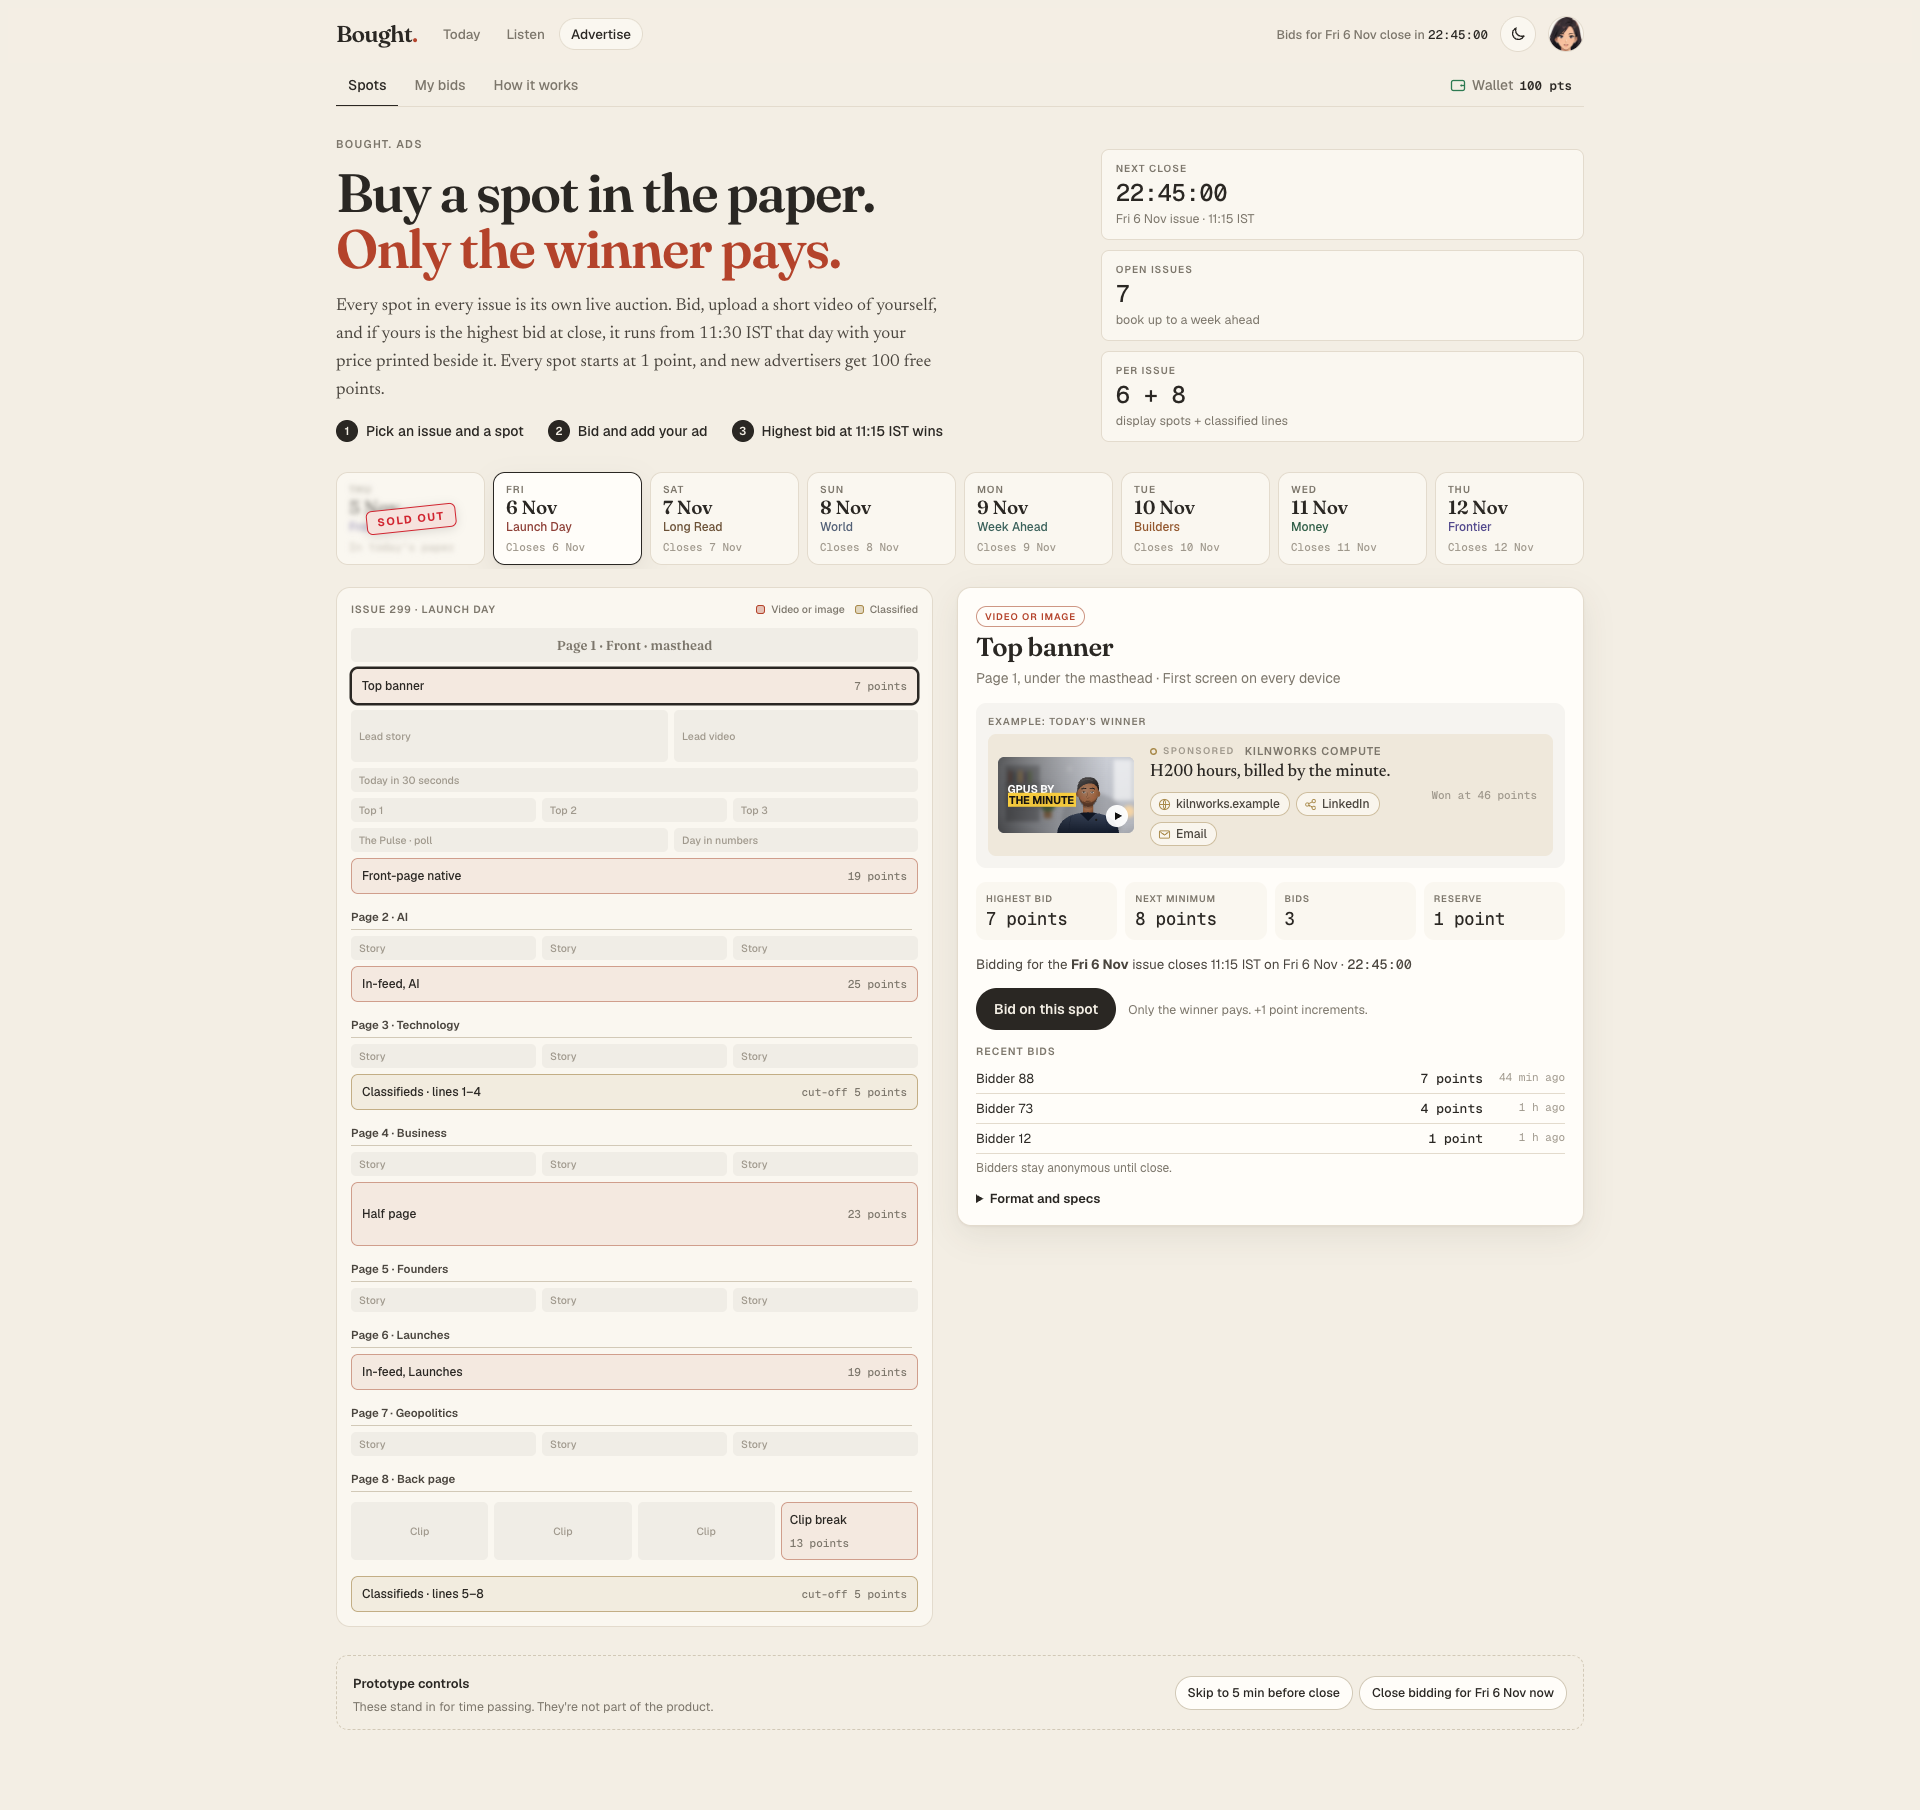 Bought.
Today
Listen
Advertise
Bids for Fri 6 Nov close in 22:45:00
Spots
My bids
How it works
Wallet 100 pts
BOUGHT. ADS
Buy a spot in the paper.
Only the winner pays.
Every spot in every issue is its own live auction. Bid, upload a short video of yourself,
and if yours is the highest bid at close, it runs from 11:30 IST that day with your
price printed beside it. Every spot starts at 1 point, and new advertisers get 100 free
points.
1 Pick an issue and a spot
2 Bid and add your ad
3 Highest bid at 11:15 IST wins
NEXT CLOSE
22:45:00
Fri 6 Nov issue · 11:15 IST
OPEN ISSUES
7
book up to a week ahead
PER ISSUE
6 + 8
display spots + classified lines
5 Nov
SOLD OUT
In today's paper
FRI
6 Nov
Launch Day
Closes 6 Nov
SAT
7 Nov
Long Read
Closes 7 Nov
SUN
8 Nov
World
Closes 8 Nov
MON
9 Nov
Week Ahead
Closes 9 Nov
TUE
10 Nov
Builders
Closes 10 Nov
WED
11 Nov
Money
Closes 11 Nov
THU
12 Nov
Frontier
Closes 12 Nov
ISSUE 299 · LAUNCH DAY
Video or image
Classified
Page 1 · Front · masthead
Top banner
7 points
Lead story
Lead video
Today in 30 seconds
Top 1
Top 2
Top 3
The Pulse · poll
Day in numbers
Front-page native
19 points
Page 2 · AI
Story
Story
Story
In-feed, AI
25 points
Page 3 · Technology
Story
Story
Story
Classifieds · lines 1–4
cut-off 5 points
Page 4 · Business
Story
Story
Story
Half page
23 points
Page 5 · Founders
Story
Story
Story
Page 6 · Launches
In-feed, Launches
19 points
Page 7 · Geopolitics
Story
Story
Story
Page 8 · Back page
Clip
Clip
Clip
Clip break
13 points
Classifieds · lines 5–8
cut-off 5 points
VIDEO OR IMAGE
Top banner
Page 1, under the masthead · First screen on every device
EXAMPLE: TODAY'S WINNER
GPUS BY
THE MINUTE
SPONSORED KILNWORKS COMPUTE
H200 hours, billed by the minute.
kilnworks.example
LinkedIn
Email
Won at 46 points
HIGHEST BID
7 points
NEXT MINIMUM
8 points
BIDS
3
RESERVE
1 point
Bidding for the Fri 6 Nov issue closes 11:15 IST on Fri 6 Nov · 22:45:00
Bid on this spot
Only the winner pays. +1 point increments.
RECENT BIDS
Bidder 88
7 points
44 min ago
Bidder 73
4 points
1 h ago
Bidder 12
1 point
1 h ago
Bidders stay anonymous until close.
Format and specs
Prototype controls
These stand in for time passing. They're not part of the product.
Skip to 5 min before close
Close bidding for Fri 6 Nov now